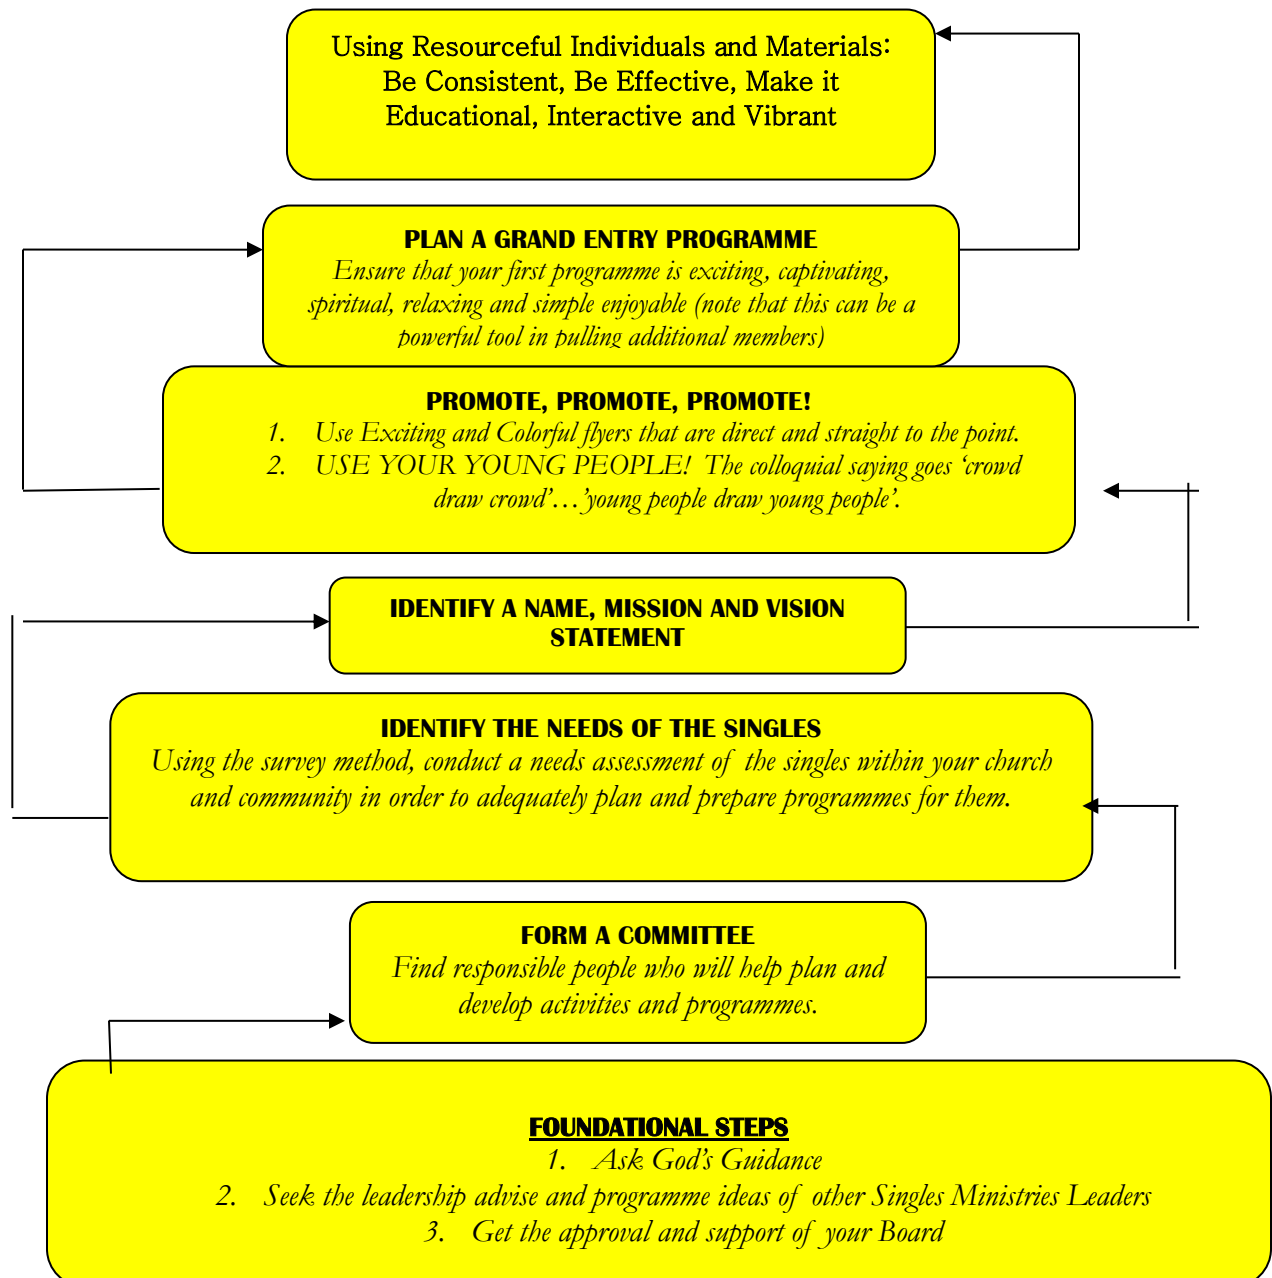 Using Resourceful Individuals and Materials:
Be Consistent, Be Effective, Make it
Educational, Interactive and Vibrant
PLAN A GRAND ENTRY PROGRAMME
Ensure that your first programme is exciting, captivating,
spiritual, relaxing and simple enjoyable (note that this can be a
powerful tool in pulling additional members)
PROMOTE, PROMOTE, PROMOTE!
1. Use Exciting and Colorful flyers that are direct and straight to the point.
2. USE YOUR YOUNG PEOPLE! The colloquial saying goes ‘crowd
draw crowd’…’young people draw young people’.
IDENTIFY A NAME, MISSION AND VISION
STATEMENT
IDENTIFY THE NEEDS OF THE SINGLES
Using the survey method, conduct a needs assessment of the singles within your church
and community in order to adequately plan and prepare programmes for them.
FORM A COMMITTEE
Find responsible people who will help plan and
develop activities and programmes.
FOUNDATIONAL STEPS
1. Ask God’s Guidance
2. Seek the leadership advise and programme ideas of other Singles Ministries Leaders
3. Get the approval and support of your Board